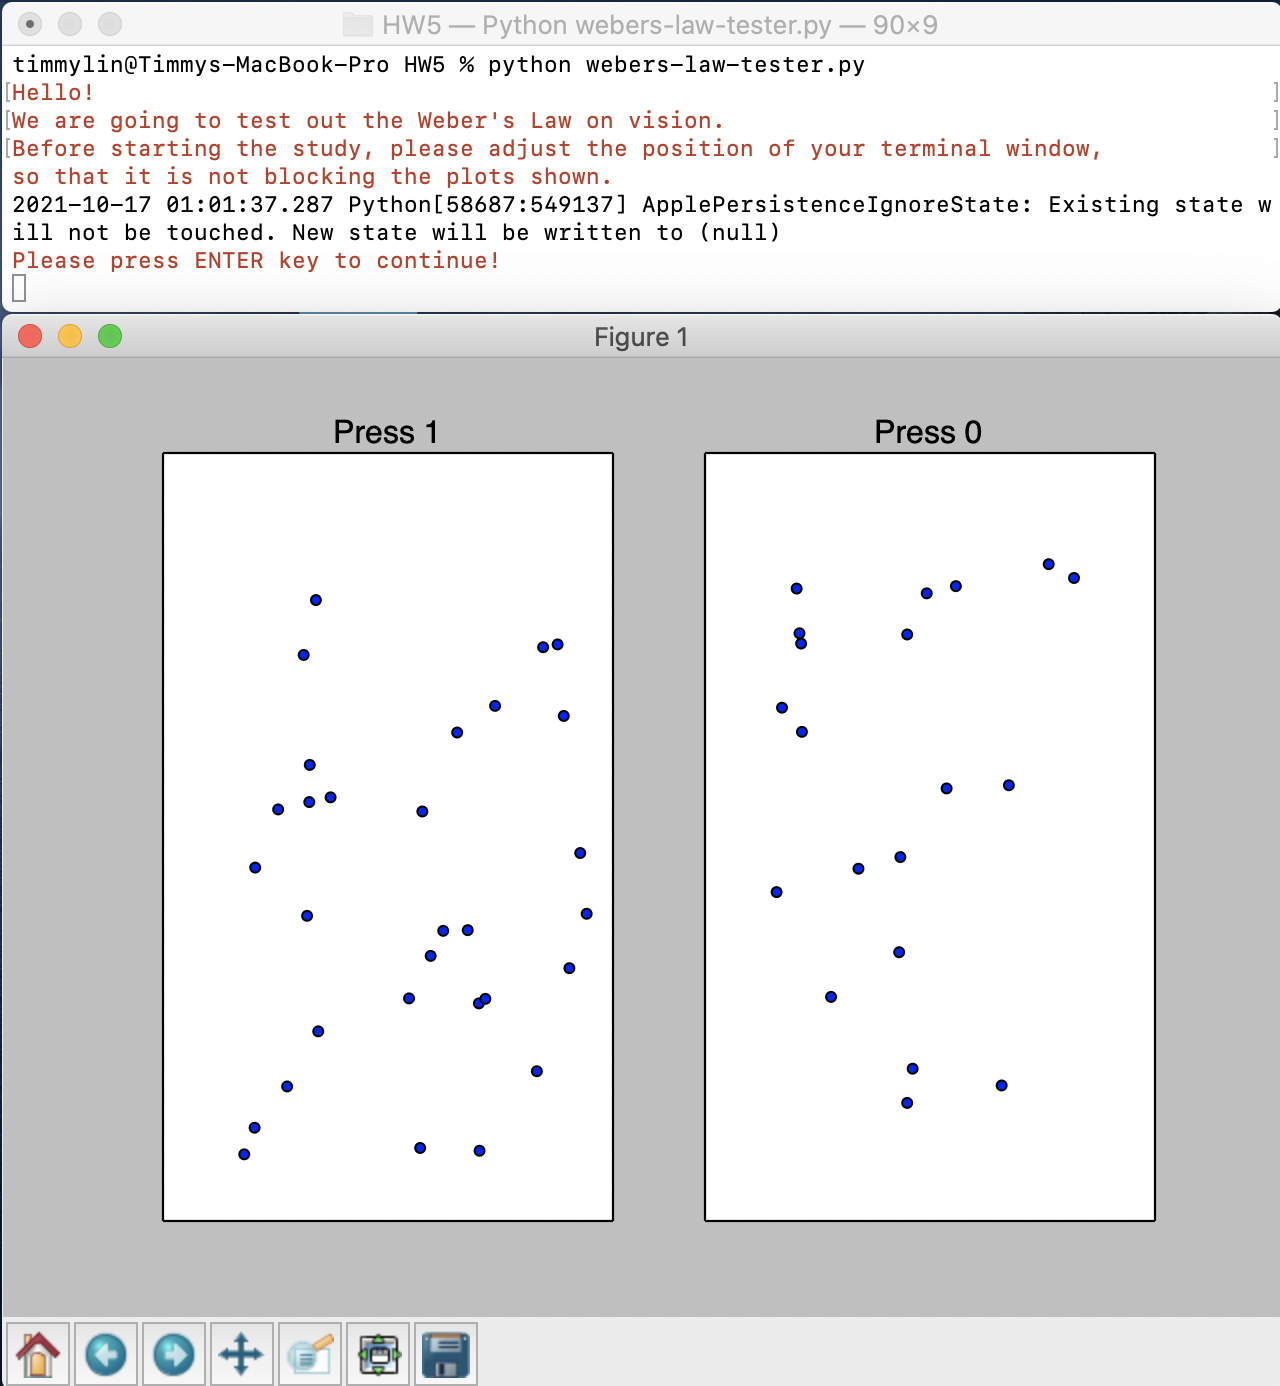 HW5 — Python webers-law-tester.py — 90×9
timmylin@Timmys-MacBook-Pro HW5 % python webers-law-tester.py
[Hello! ]
[We are going to test out the Weber's Law on vision. ]
[Before starting the study, please adjust the position of your terminal window, ]
so that it is not blocking the plots shown.
2021-10-17 01:01:37.287 Python[58687:549137] ApplePersistenceIgnoreState: Existing state w
ill not be touched. New state will be written to (null)
Please press ENTER key to continue!
Figure 1
Press 1
Press 0